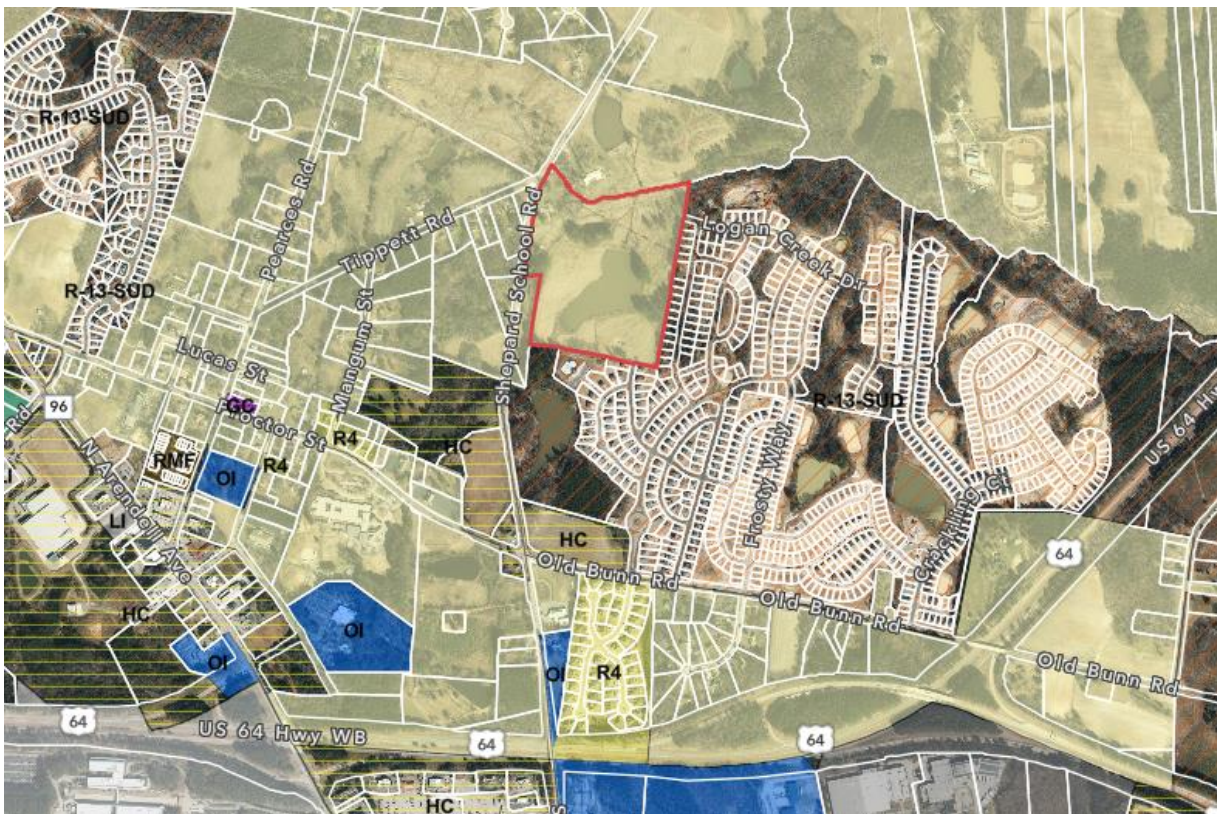 R-13-SUD
Pearces Rd
Tippett Rd
Shepard School Rd
Logan Creek Dr
R-13-SUD
Lucas St
Mangum St
GC
Proctor St
96
Rd
R4
HC
R-13-SUD
US 64 Hw
RMF
OI
R4
LI
N Arendell Ave
HC
Frosty Way
Crackling Ct
64
Old Bunn Rd
Old Bunn Rd
HC
OI
OI
OI
R4
Old Bunn Rd
64
US 64 Hwy WB
64
64
HC
S